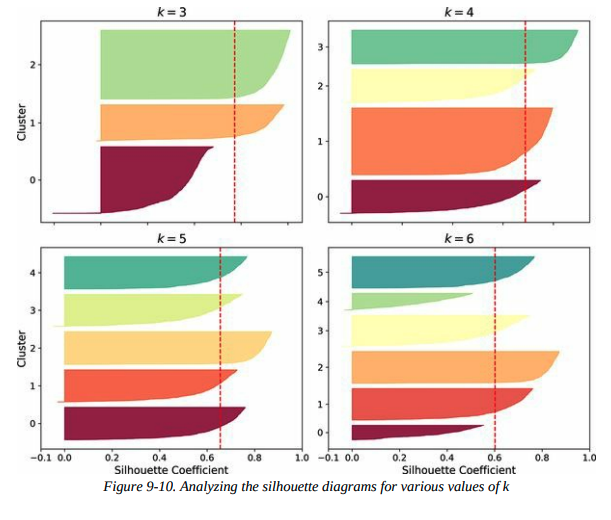 k = 3
k = 4
Cluster
2
1
0
3
2
1
0
k = 5
k = 6
Cluster
4
3
2
1
0
5
4
3
2
1
0
−0.1 0.0 0.2 0.4 0.6 0.8 1.0
−0.1 0.0 0.2 0.4 0.6 0.8 1.0
Silhouette Coefficient
Silhouette Coefficient
Figure 9-10. Analyzing the silhouette diagrams for various values of k